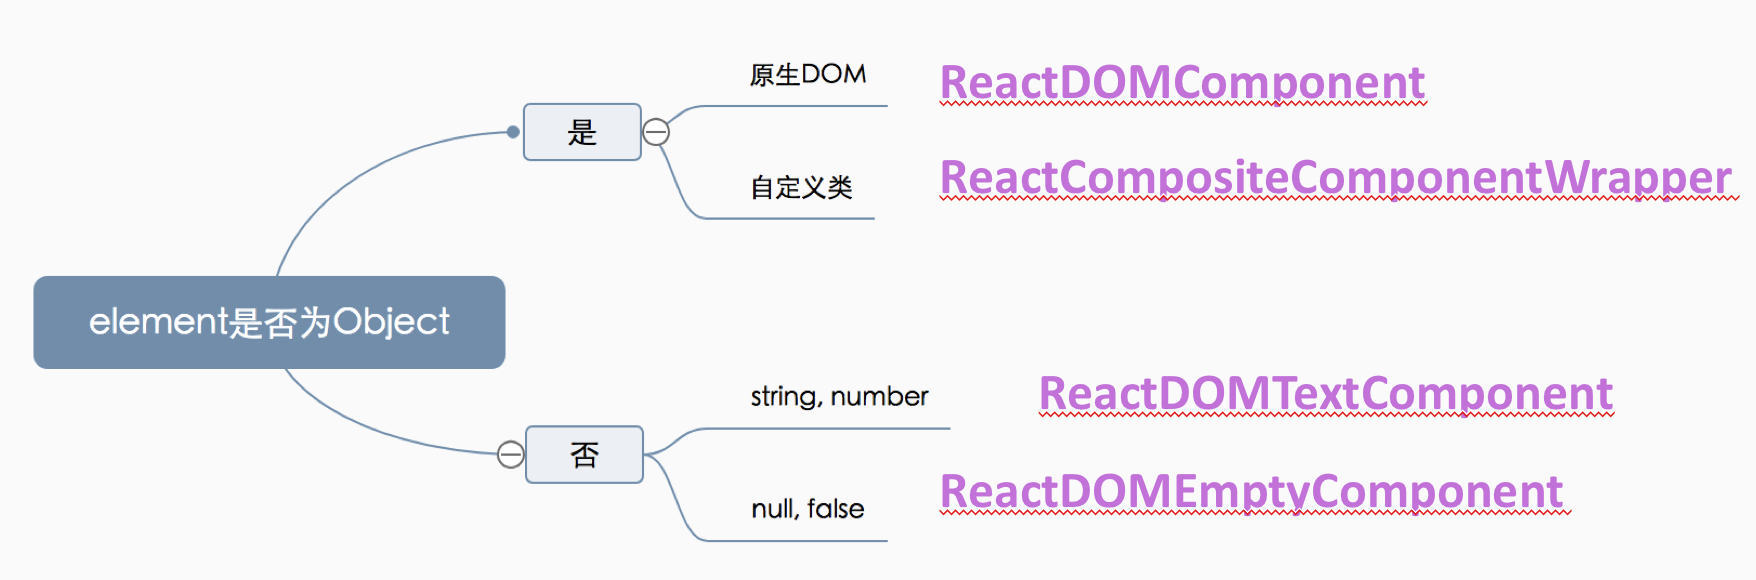 原生DOM
ReactDOMComponent
是
自定义类
ReactCompositeComponentWrapper
element是否为Object
string, number
ReactDOMTextComponent
否
null, false
ReactDOMEmptyComponent